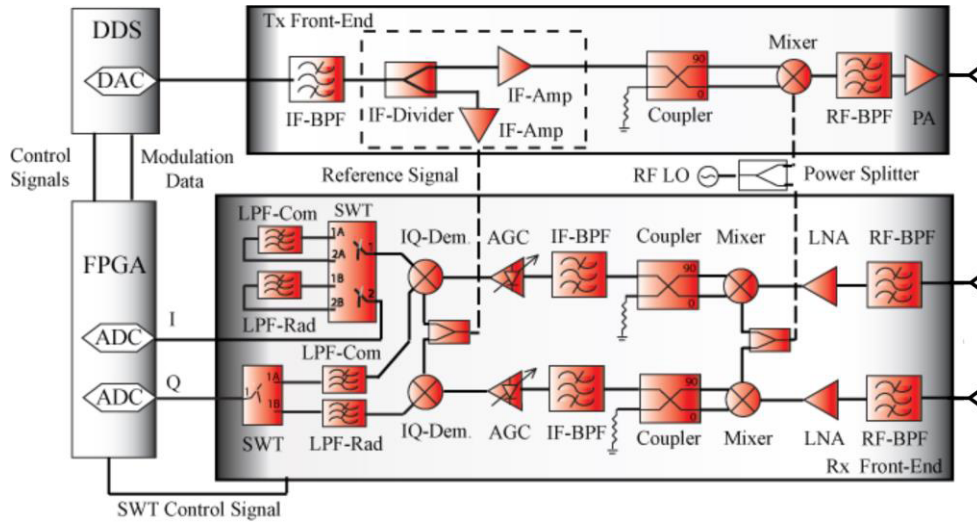 DDS
DAC
Control
Signals
Modulation
Data
Tx Front-End
IF-BPF
IF-Divider
IF-Amp
IF-Amp
90
0
Coupler
Mixer
RF-BPF
PA
Reference Signal
RF LO
Power Splitter
FPGA
ADC
I
ADC
Q
LPF-Com
SWT
1A
2A
1B
2B
1
2
LPF-Rad
IQ-Dem.
AGC
IF-BPF
Coupler
90
0
Mixer
LNA
RF-BPF
LPF-Com
1A
1
1B
SWT
LPF-Rad
IQ-Dem.
AGC
IF-BPF
90
0
Coupler
Mixer
LNA
RF-BPF
Rx Front-End
SWT Control Signal